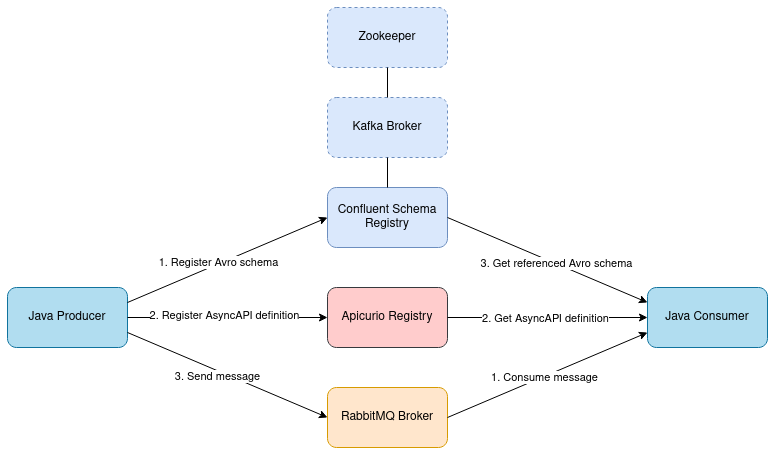 Zookeeper
Kafka Broker
Confluent Schema
Registry
1. Register Avro schema
3. Get referenced Avro schema
Java Producer
2. Register AsyncAPI definition
Apicurio Registry
2. Get AsyncAPI definition
Java Consumer
3. Send message
1. Consume message
RabbitMQ Broker